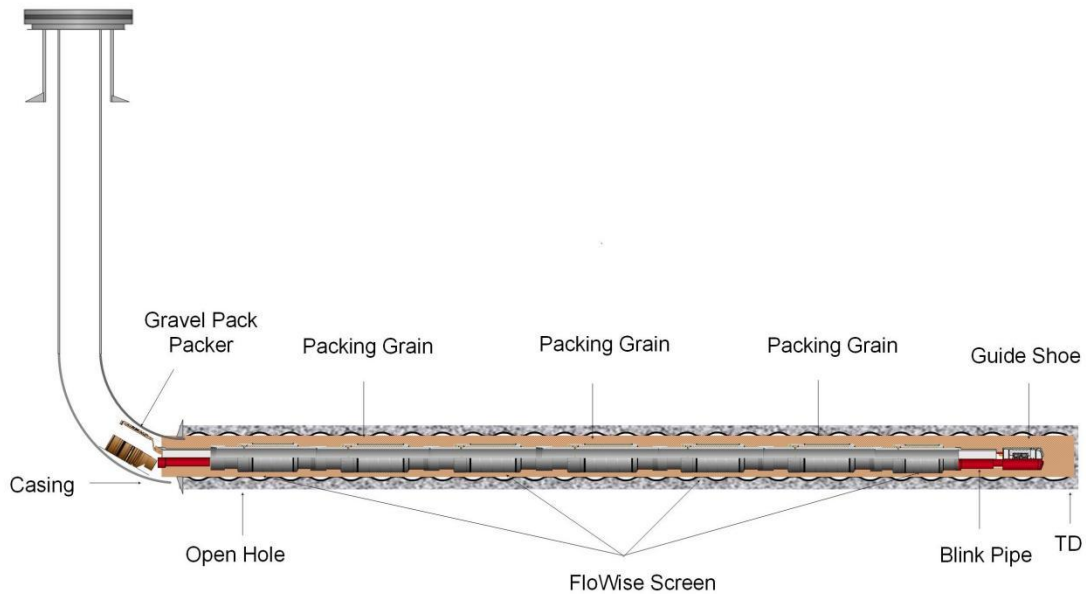 Gravel Pack
Packer
Packing Grain
Packing Grain
Packing Grain
Guide Shoe
Casing
Open Hole
FloWise Screen
Blink Pipe
TD